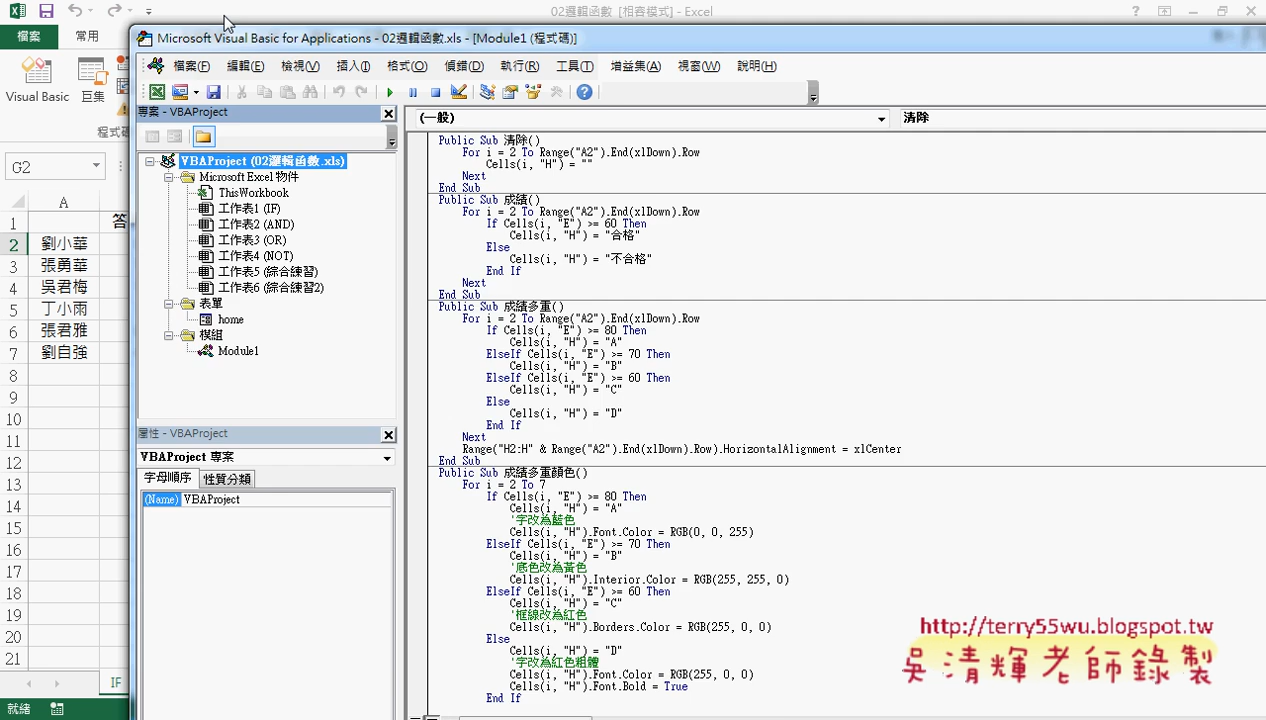 02邏輯函數 [相容模式] - Excel
檔案
常用
Visual Basic
巨集
G2
A
1
答
2 劉小華
3 張勇華
4 吳君梅
5 丁小雨
6 張君雅
7 劉自強
8
9
10
11
12
13
14
15
16
17
18
19
20
21
IF
就緒
Microsoft Visual Basic for Applications - 02邏輯函數.xls - [Module1 (程式碼)]
檔案(F) 編輯(E) 檢視(V) 插入(I) 格式(O) 偵錯(D) 執行(R) 工具(T) 增益集(A) 視窗(W) 說明(H)
專案 - VBAProject
VBAProject (02邏輯函數.xls)
Microsoft Excel 物件
ThisWorkbook
工作表1 (IF)
工作表2 (AND)
工作表3 (OR)
工作表4 (NOT)
工作表5 (綜合練習)
工作表6 (綜合練習2)
表單
home
模組
Module1
屬性 - VBAProject
VBAProject 專案
字母順序 性質分類
(Name) VBAProject
(一般) 清除
Public Sub 清除()
For i = 2 To Range("A2").End(xlDown).Row
Cells(i, "H") = ""
Next
End Sub
Public Sub 成績()
For i = 2 To Range("A2").End(xlDown).Row
If Cells(i, "E") >= 60 Then
Cells(i, "H") = "合格"
Else
Cells(i, "H") = "不合格"
End If
Next
End Sub
Public Sub 成績多重()
For i = 2 To Range("A2").End(xlDown).Row
If Cells(i, "E") >= 80 Then
Cells(i, "H") = "A"
ElseIf Cells(i, "E") >= 70 Then
Cells(i, "H") = "B"
ElseIf Cells(i, "E") >= 60 Then
Cells(i, "H") = "C"
Else
Cells(i, "H") = "D"
End If
Next
Range("H2:H" & Range("A2").End(xlDown).Row).HorizontalAlignment = xlCenter
End Sub
Public Sub 成績多重顏色()
For i = 2 To 7
If Cells(i, "E") >= 80 Then
Cells(i, "H") = "A"
'字改為藍色
Cells(i, "H").Font.Color = RGB(0, 0, 255)
ElseIf Cells(i, "E") >= 70 Then
Cells(i, "H") = "B"
'底色改為黃色
Cells(i, "H").Interior.Color = RGB(255, 255, 0)
ElseIf Cells(i, "E") >= 60 Then
Cells(i, "H") = "C"
'框線改為紅色
Cells(i, "H").Borders.Color = RGB(255, 0, 0)
Else
Cells(i, "H") = "D"
'字改為紅色粗體
Cells(i, "H").Font.Color = RGB(255, 0, 0)
Cells(i, "H").Font.Bold = True
End If
http://terry55wu.blogspot.tw
吳清輝老師錄製